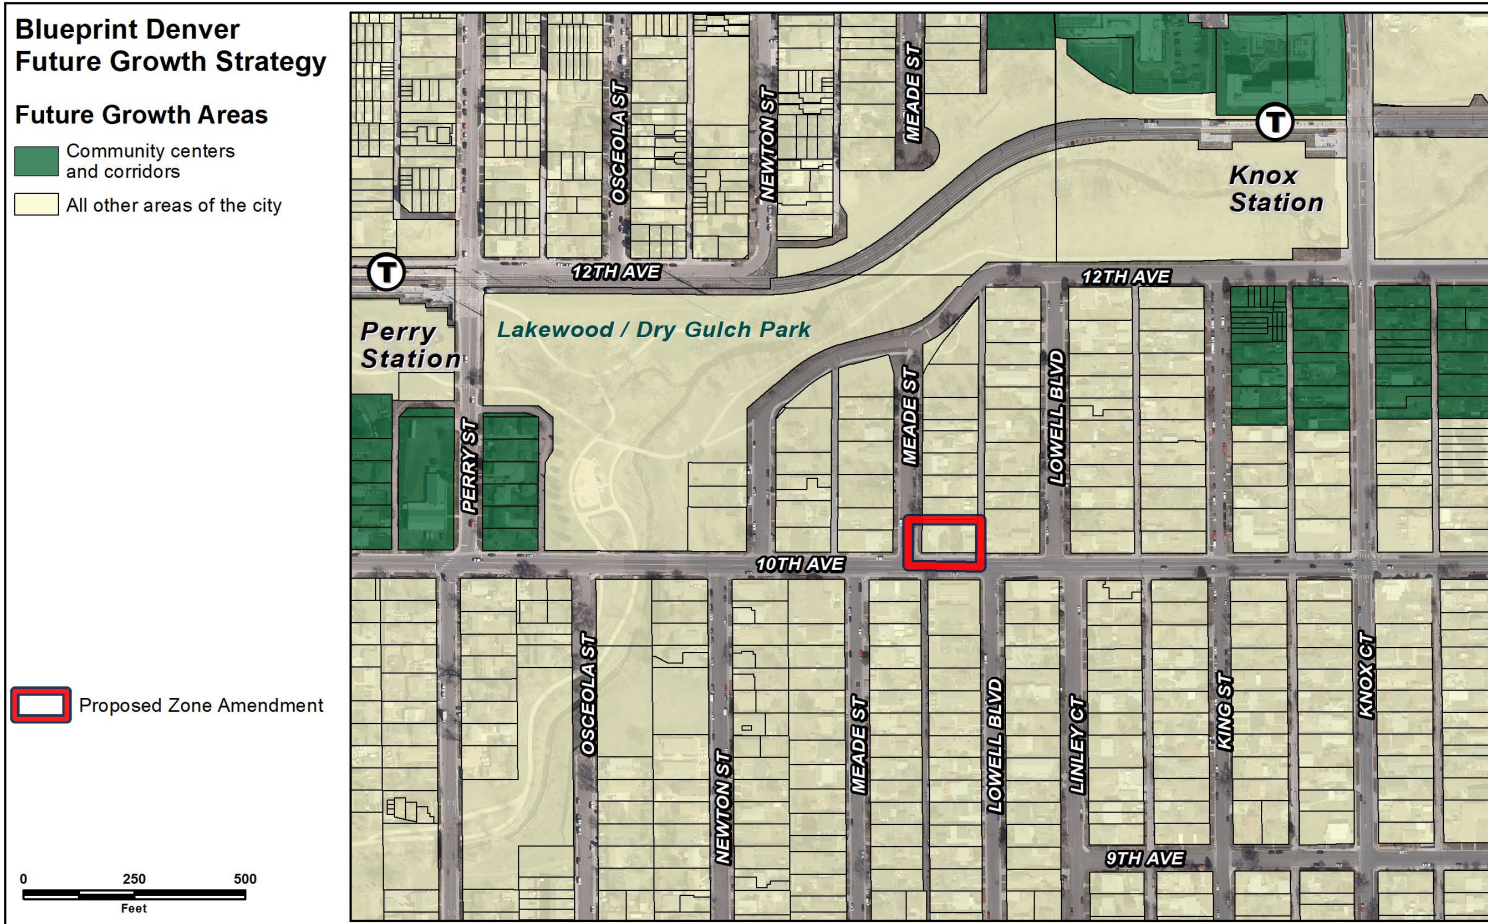 Blueprint Denver
Future Growth Strategy
Future Growth Areas
Community centers
and corridors
All other areas of the city
Proposed Zone Amendment
0 250 500
Feet
OSCEOLA ST
NEWTON ST
MEADE ST
T
Knox
Station
T
12TH AVE
12TH AVE
Perry
Station
Lakewood / Dry Gulch Park
PERRY ST
MEADE ST
LOWELL BLVD
10TH AVE
OSCEOLA ST
NEWTON ST
MEADE ST
LOWELL BLVD
LINLEY CT
KING ST
KNOX CT
9TH AVE